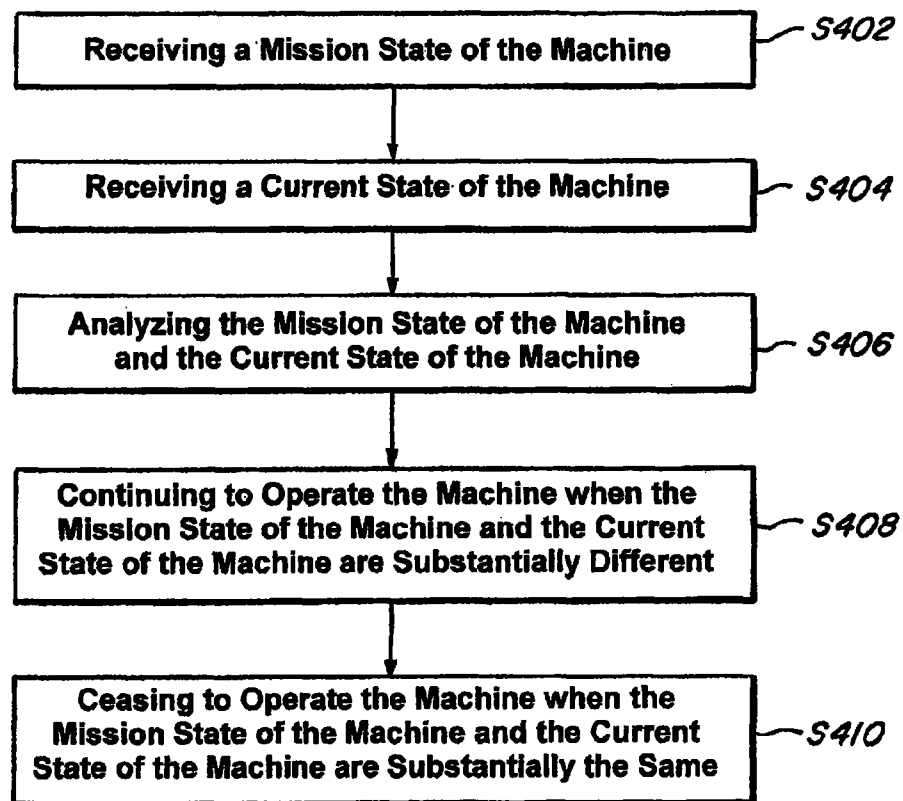 Receiving a Mission State of the Machine
S402
Receiving a Current State of the Machine
S404
Analyzing the Mission State of the Machine
and the Current State of the Machine
S406
Continuing to Operate the Machine when the
Mission State of the Machine and the Current
State of the Machine are Substantially Different
S408
Ceasing to Operate the Machine when the
Mission State of the Machine and the Current
State of the Machine are Substantially the Same
S410